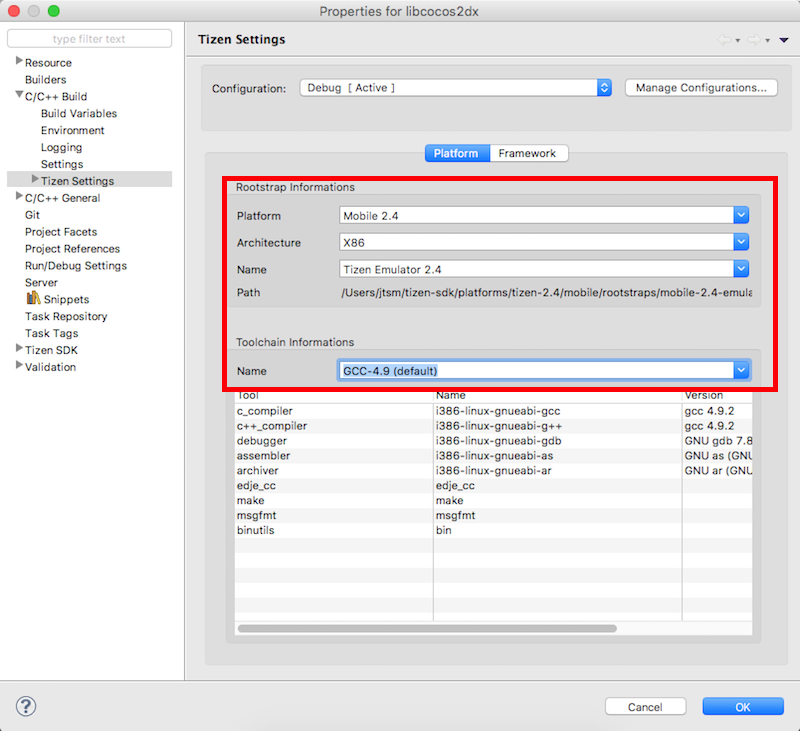 Properties for libcocos2dx
type filter text
Resource
Builders
C/C++ Build
Build Variables
Environment
Logging
Settings
Tizen Settings
C/C++ General
Git
Project Facets
Project References
Run/Debug Settings
Server
Snippets
Task Repository
Task Tags
Tizen SDK
Validation
Tizen Settings
Configuration: Debug [ Active ] Manage Configurations...
Platform Framework
Rootstrap Informations
Platform Mobile 2.4
Architecture X86
Name Tizen Emulator 2.4
Path /Users/jtsm/tizen-sdk/platforms/tizen-2.4/mobile/rootstraps/mobile-2.4-emula
Toolchain Informations
Name GCC-4.9 (default)
Tool Name Version
c_compiler i386-linux-gnueabi-gcc gcc 4.9.2
c++_compiler i386-linux-gnueabi-g++ gcc 4.9.2
debugger i386-linux-gnueabi-gdb GNU gdb 7.8
assembler i386-linux-gnueabi-as GNU as (GNU
archiver i386-linux-gnueabi-ar GNU ar (GNU
edje_cc edje_cc
make make
msgfmt msgfmt
binutils bin
? Cancel OK